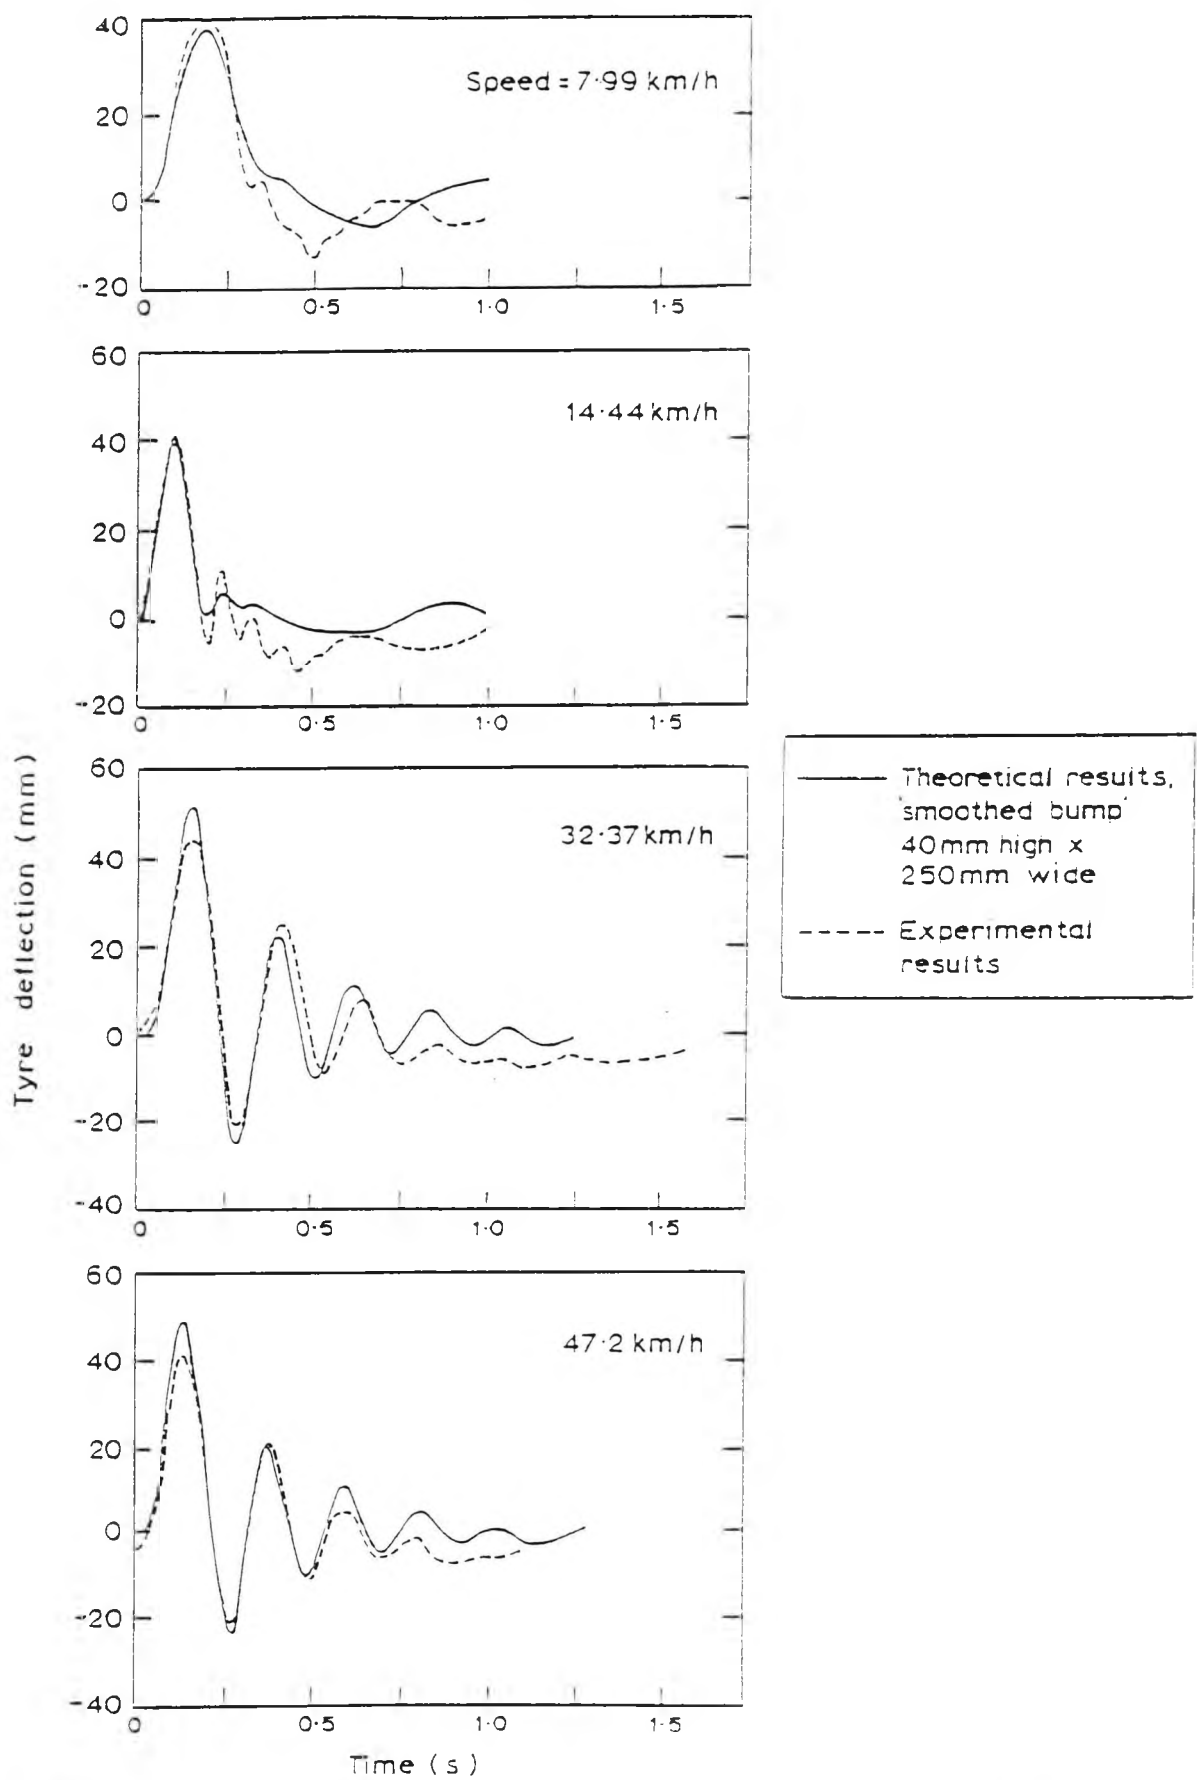 40
Speed = 7·99 km/h
20
0
-20
0 0·5 1·0 1·5
60
14·44 km/h
40
20
0
-20
0 0·5 1·0 1·5
60
32·37 km/h
40
20
0
-20
-40
0 0·5 1·0 1·5
60
47·2 km/h
40
20
0
-20
-40
0 0·5 1·0 1·5
Time (s)
Tyre deflection (mm)
Theoretical results,
'smoothed bump'
40mm high x
250mm wide
Experimental
results